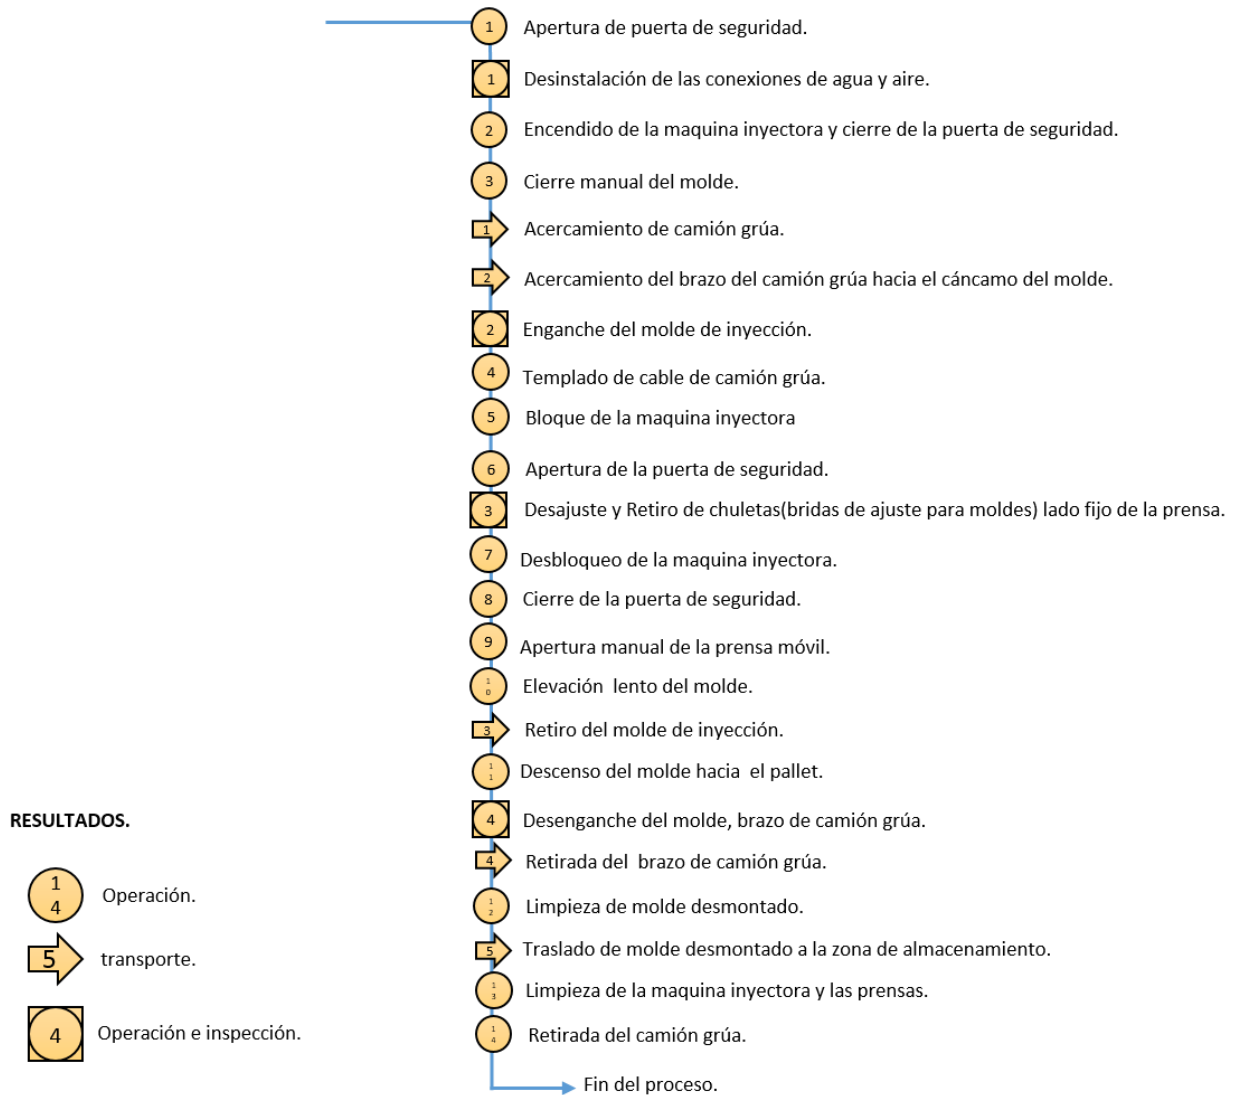 1 Apertura de puerta de seguridad.
1 Desinstalación de las conexiones de agua y aire.
2 Encendido de la maquina inyectora y cierre de la puerta de seguridad.
3 Cierre manual del molde.
1 Acercamiento de camión grúa.
2 Acercamiento del brazo del camión grúa hacia el cáncamo del molde.
2 Enganche del molde de inyección.
4 Templado de cable de camión grúa.
5 Bloque de la maquina inyectora
6 Apertura de la puerta de seguridad.
3 Desajuste y Retiro de chuletas(bridas de ajuste para moldes) lado fijo de la prensa.
7 Desbloqueo de la maquina inyectora.
8 Cierre de la puerta de seguridad.
9 Apertura manual de la prensa móvil.
10 Elevación  lento del molde.
3 Retiro del molde de inyección.
11 Descenso del molde hacia  el pallet.
4 Desenganche del molde, brazo de camión grúa.
4 Retirada del  brazo de camión grúa.
12 Limpieza de molde desmontado.
5 Traslado de molde desmontado a la zona de almacenamiento.
13 Limpieza de la maquina inyectora y las prensas.
14 Retirada del camión grúa.
Fin del proceso.
RESULTADOS.
14 Operación.
5 transporte.
4 Operación e inspección.